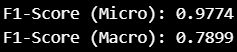 F1-Score (Micro): 0.9774
F1-Score (Macro): 0.7899